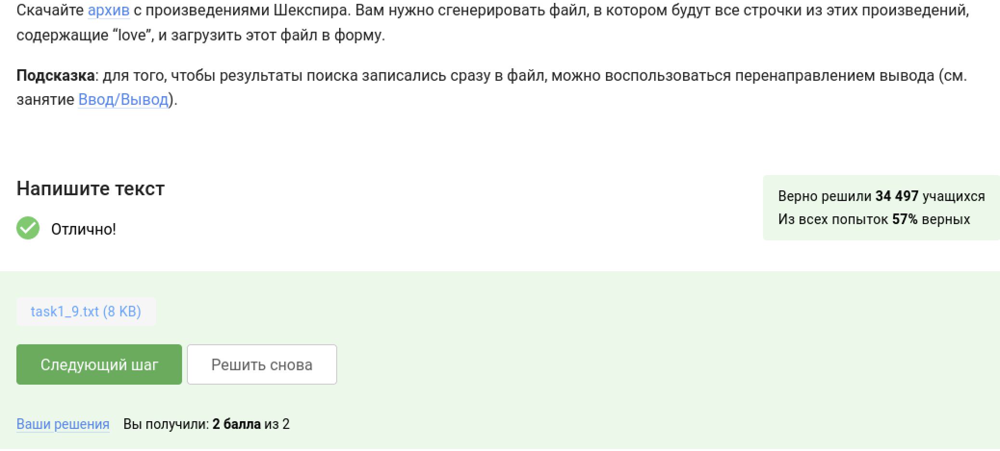 Скачайте архив с произведениями Шекспира. Вам нужно сгенерировать файл, в котором будут все строчки из этих произведений,
содержащие “love”, и загрузить этот файл в форму.
Подсказка: для того, чтобы результаты поиска записались сразу в файл, можно воспользоваться перенаправлением вывода (см.
занятие Ввод/Вывод).
Напишите текст
Верно решили 34 497 учащихся
Из всех попыток 57% верных
Отлично!
task1_9.txt (8 KB)
Следующий шаг Решить снова
Ваши решения Вы получили: 2 балла из 2